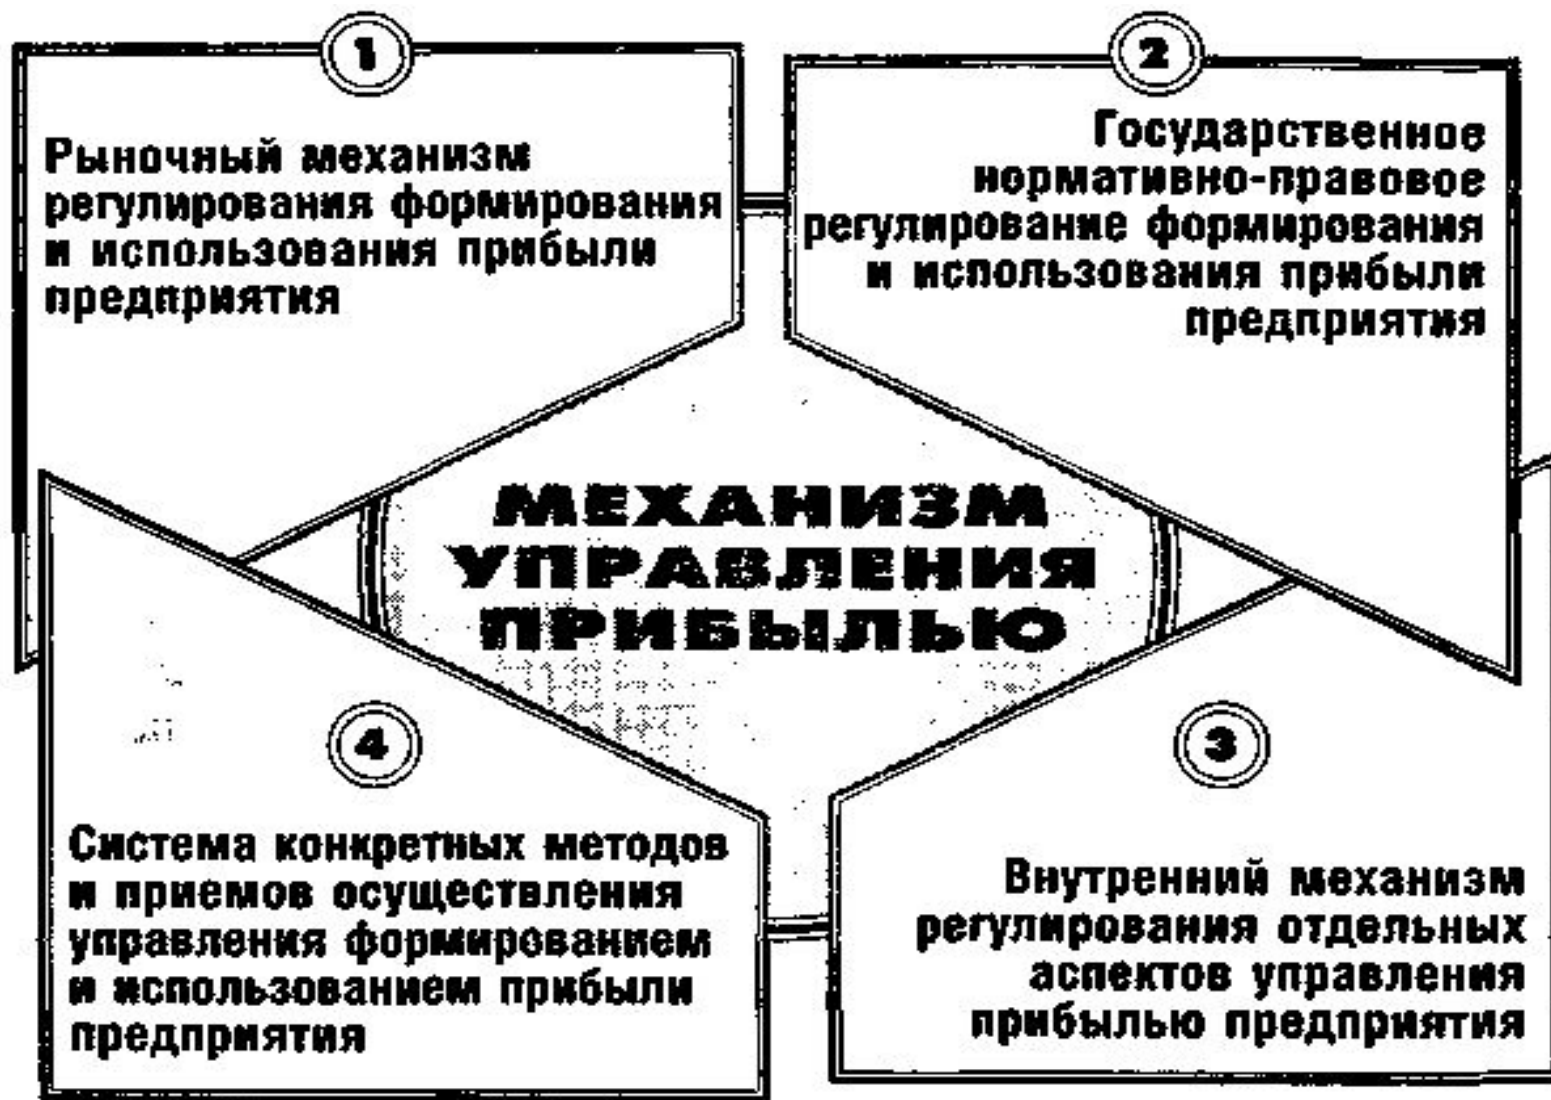 1
Рыночный механизм
регулирования формирования
и использования прибыли
предприятия
2
Государственное
нормативно-правовое
регулирование формирования
и использования прибыли
предприятия
МЕХАНИЗМ
УПРАВЛЕНИЯ
ПРИБЫЛЬЮ
4
Система конкретных методов
и приемов осуществления
управления формированием
и использованием прибыли
предприятия
3
Внутренний механизм
регулирования отдельных
аспектов управления
прибылью предприятия